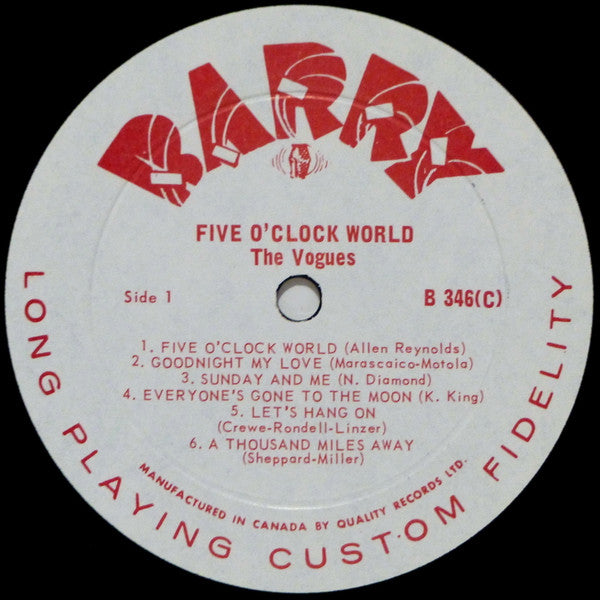 BARRY
FIVE O'CLOCK WORLD
The Vogues
Side 1
B 346(C)
1. FIVE O'CLOCK WORLD (Allen Reynolds)
2. GOODNIGHT MY LOVE (Marascaico-Motola)
3. SUNDAY AND ME (N. Diamond)
4. EVERYONE'S GONE TO THE MOON (K. King)
5. LET'S HANG ON
(Crewe-Rondell-Linzer)
6. A THOUSAND MILES AWAY
(Sheppard-Miller)
MANUFACTURED IN CANADA BY QUALITY RECORDS LTD.
LONG PLAYING CUSTOM FIDELITY